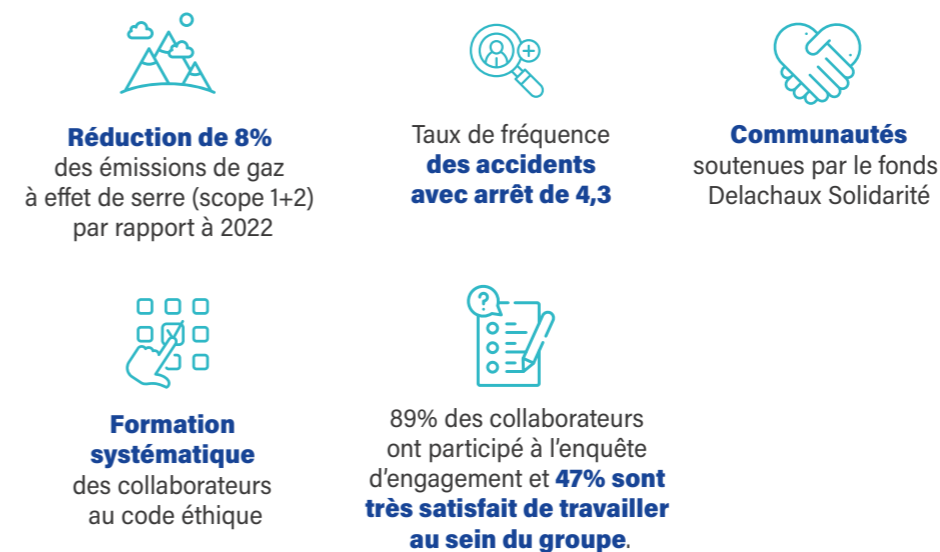 Réduction de 8%
des émissions de gaz
à effet de serre (scope 1+2)
par rapport à 2022
Taux de fréquence
des accidents
avec arrêt de 4,3
Communautés
soutenues par le fonds
Delachaux Solidarité
Formation
systématique
des collaborateurs
au code éthique
?
89% des collaborateurs
ont participé à l’enquête
d’engagement et 47% sont
très satisfait de travailler
au sein du groupe.